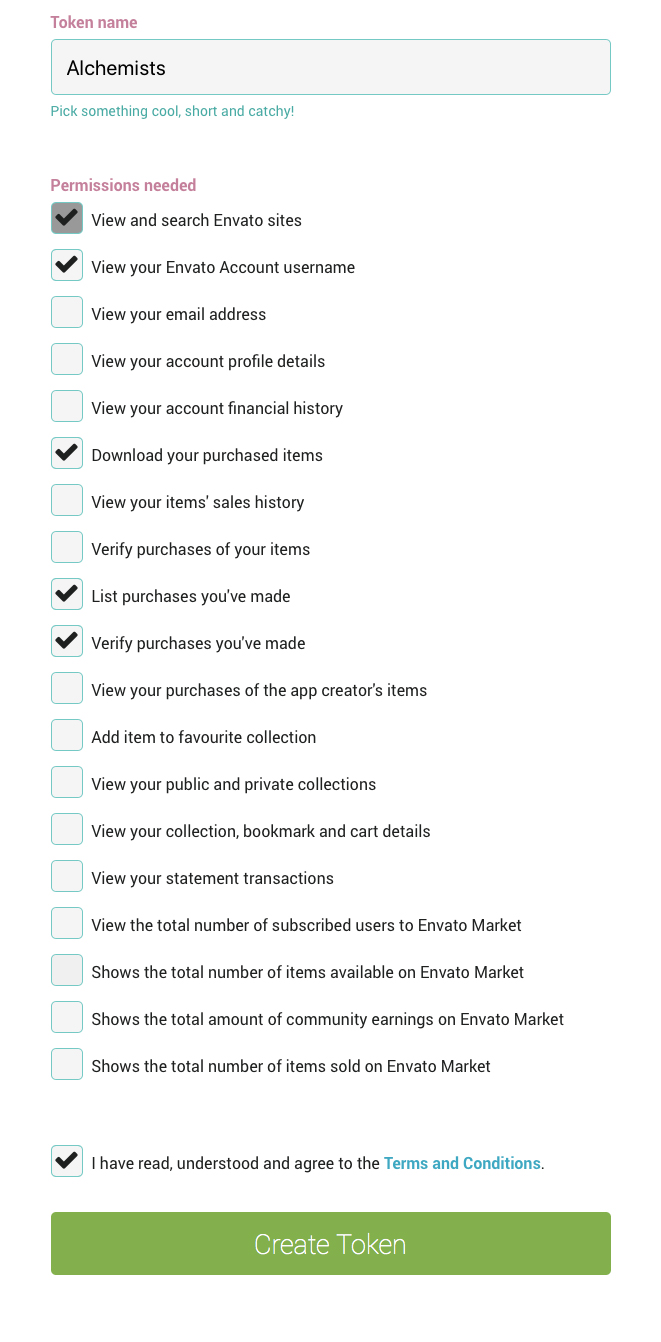 Token name
Alchemists
Pick something cool, short and catchy!
Permissions needed
View and search Envato sites
View your Envato Account username
View your email address
View your account profile details
View your account financial history
Download your purchased items
View your items' sales history
Verify purchases of your items
List purchases you've made
Verify purchases you've made
View your purchases of the app creator's items
Add item to favourite collection
View your public and private collections
View your collection, bookmark and cart details
View your statement transactions
View the total number of subscribed users to Envato Market
Shows the total number of items available on Envato Market
Shows the total amount of community earnings on Envato Market
Shows the total number of items sold on Envato Market
I have read, understood and agree to the Terms and Conditions.
Create Token